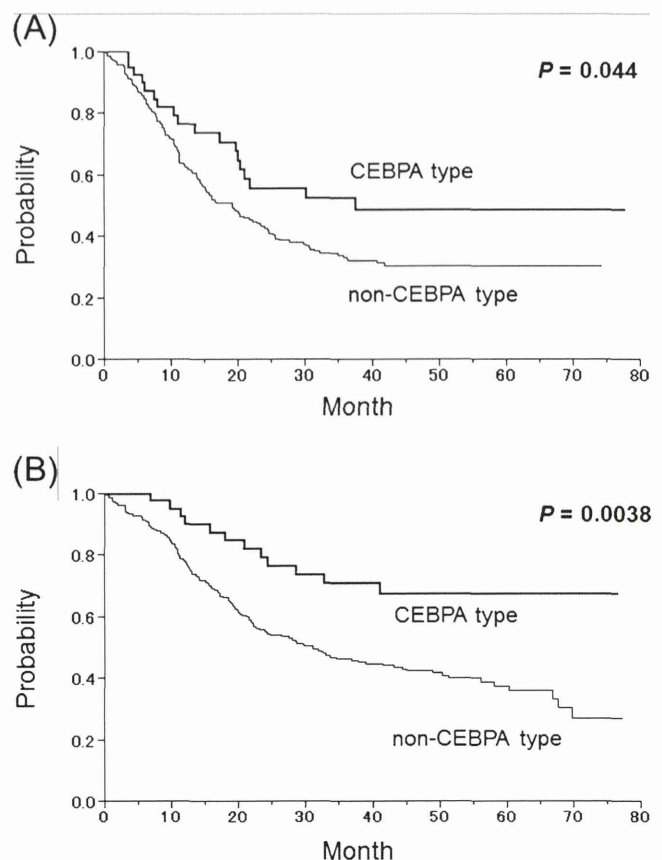 (A)
1.0
P = 0.044
0.8
CEBPA type
0.6
Probability
0.4
non-CEBPA type
0.2
0.0
0 10 20 30 40 50 60 70 80
Month
(B)
1.0
P = 0.0038
0.8
CEBPA type
0.6
Probability
0.4
non-CEBPA type
0.2
0.0
0 10 20 30 40 50 60 70 80
Month